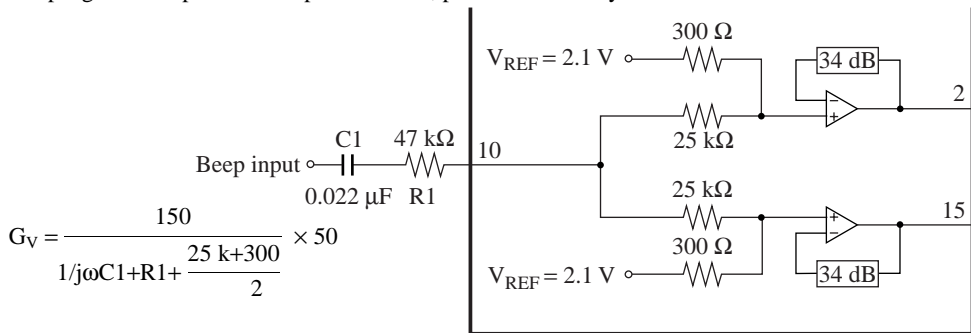 300 Ω
V_REF = 2.1 V
34 dB
2
C1
47 kΩ
10
25 kΩ
Beep input
0.022 μF
R1
25 kΩ
15
G_V = 150 / (1/jωC1+R1+ (25 k+300)/2) × 50
300 Ω
V_REF = 2.1 V
34 dB